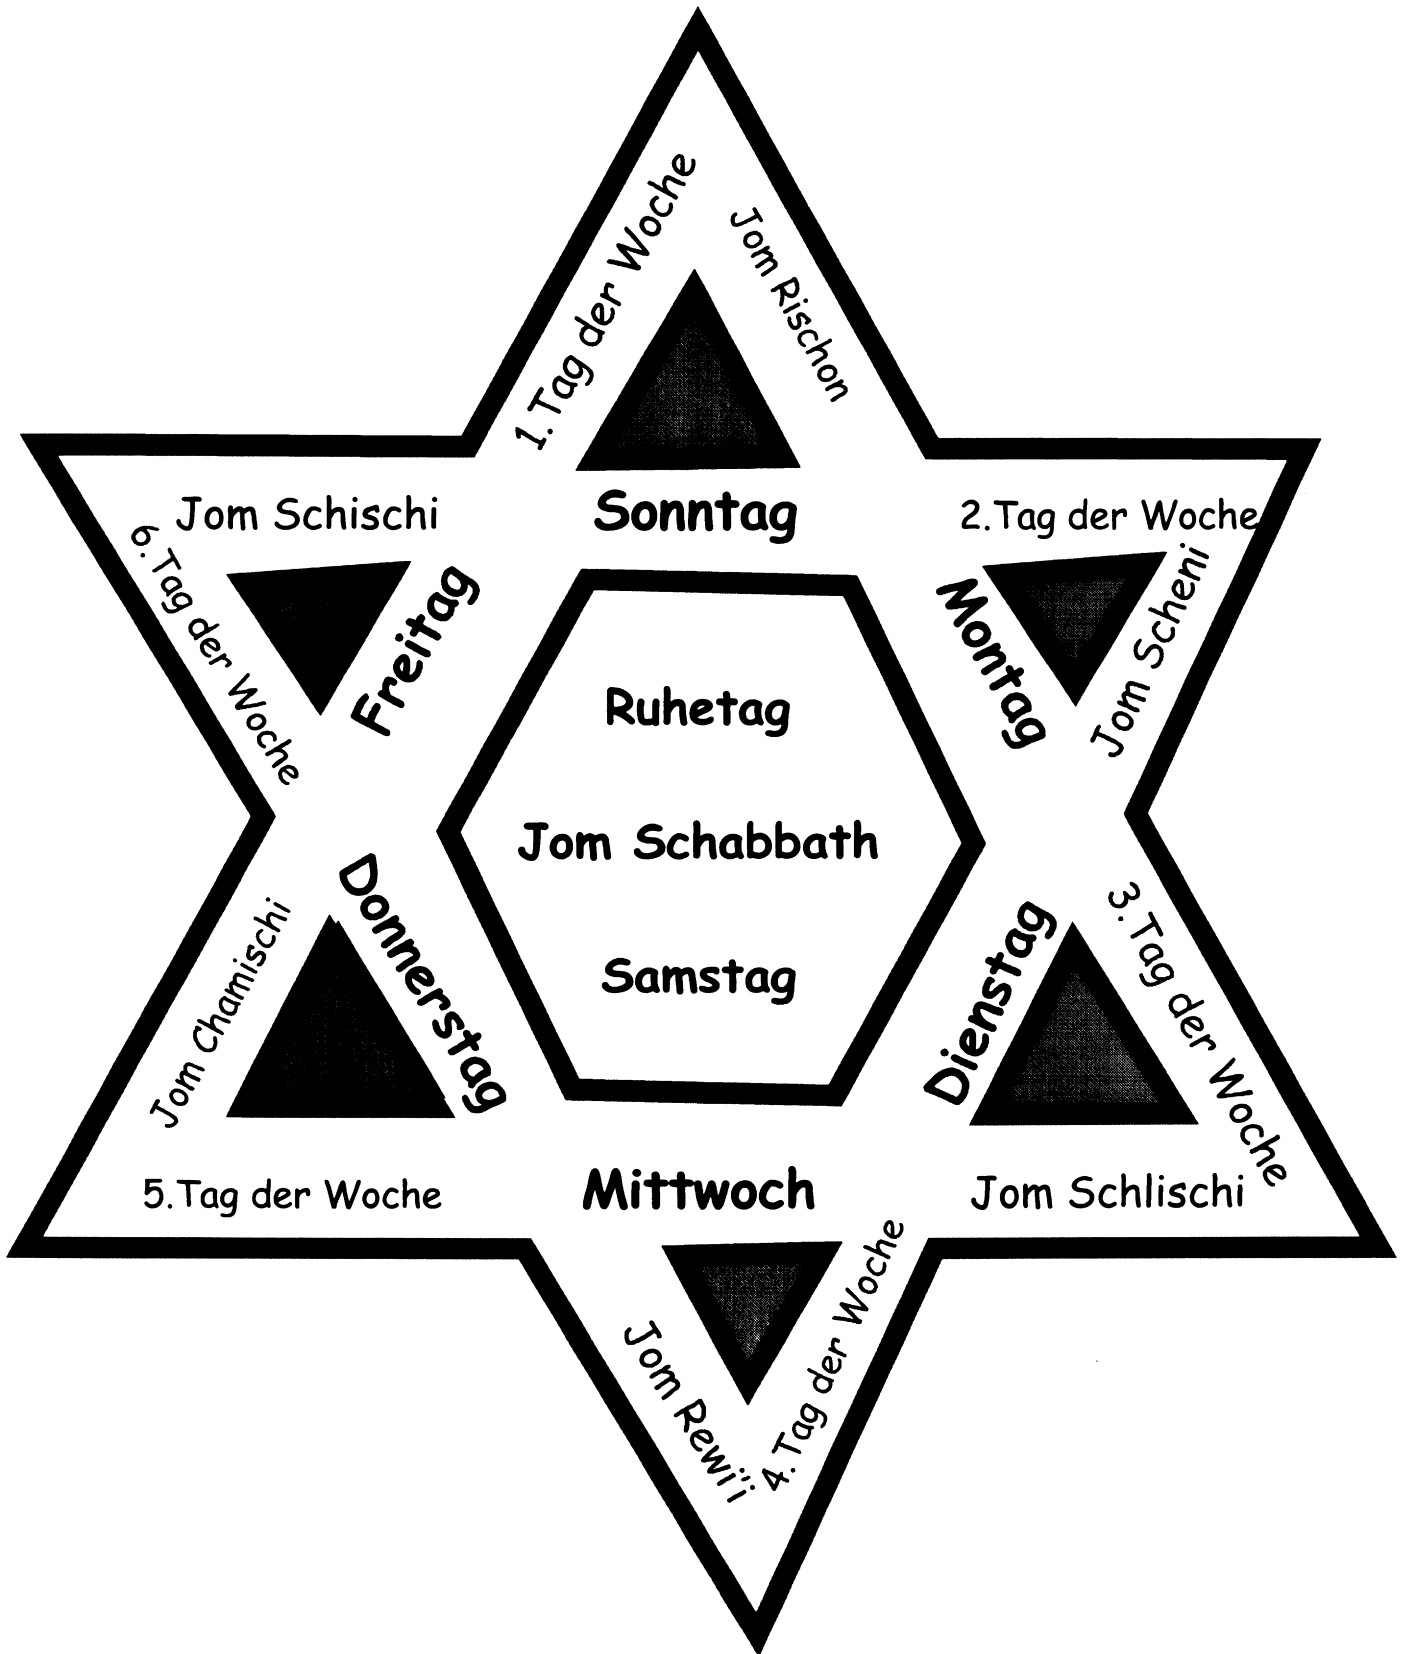 1.Tag der Woche
Jom Rischon
Sonntag
2.Tag der Woche
Jom Scheni
Montag
3.Tag der Woche
Jom Schlischi
Dienstag
4.Tag der Woche
Jom Rewi'i
Mittwoch
5.Tag der Woche
Jom Chamischi
Donnerstag
6.Tag der Woche
Jom Schischi
Freitag
Ruhetag
Jom Schabbath
Samstag